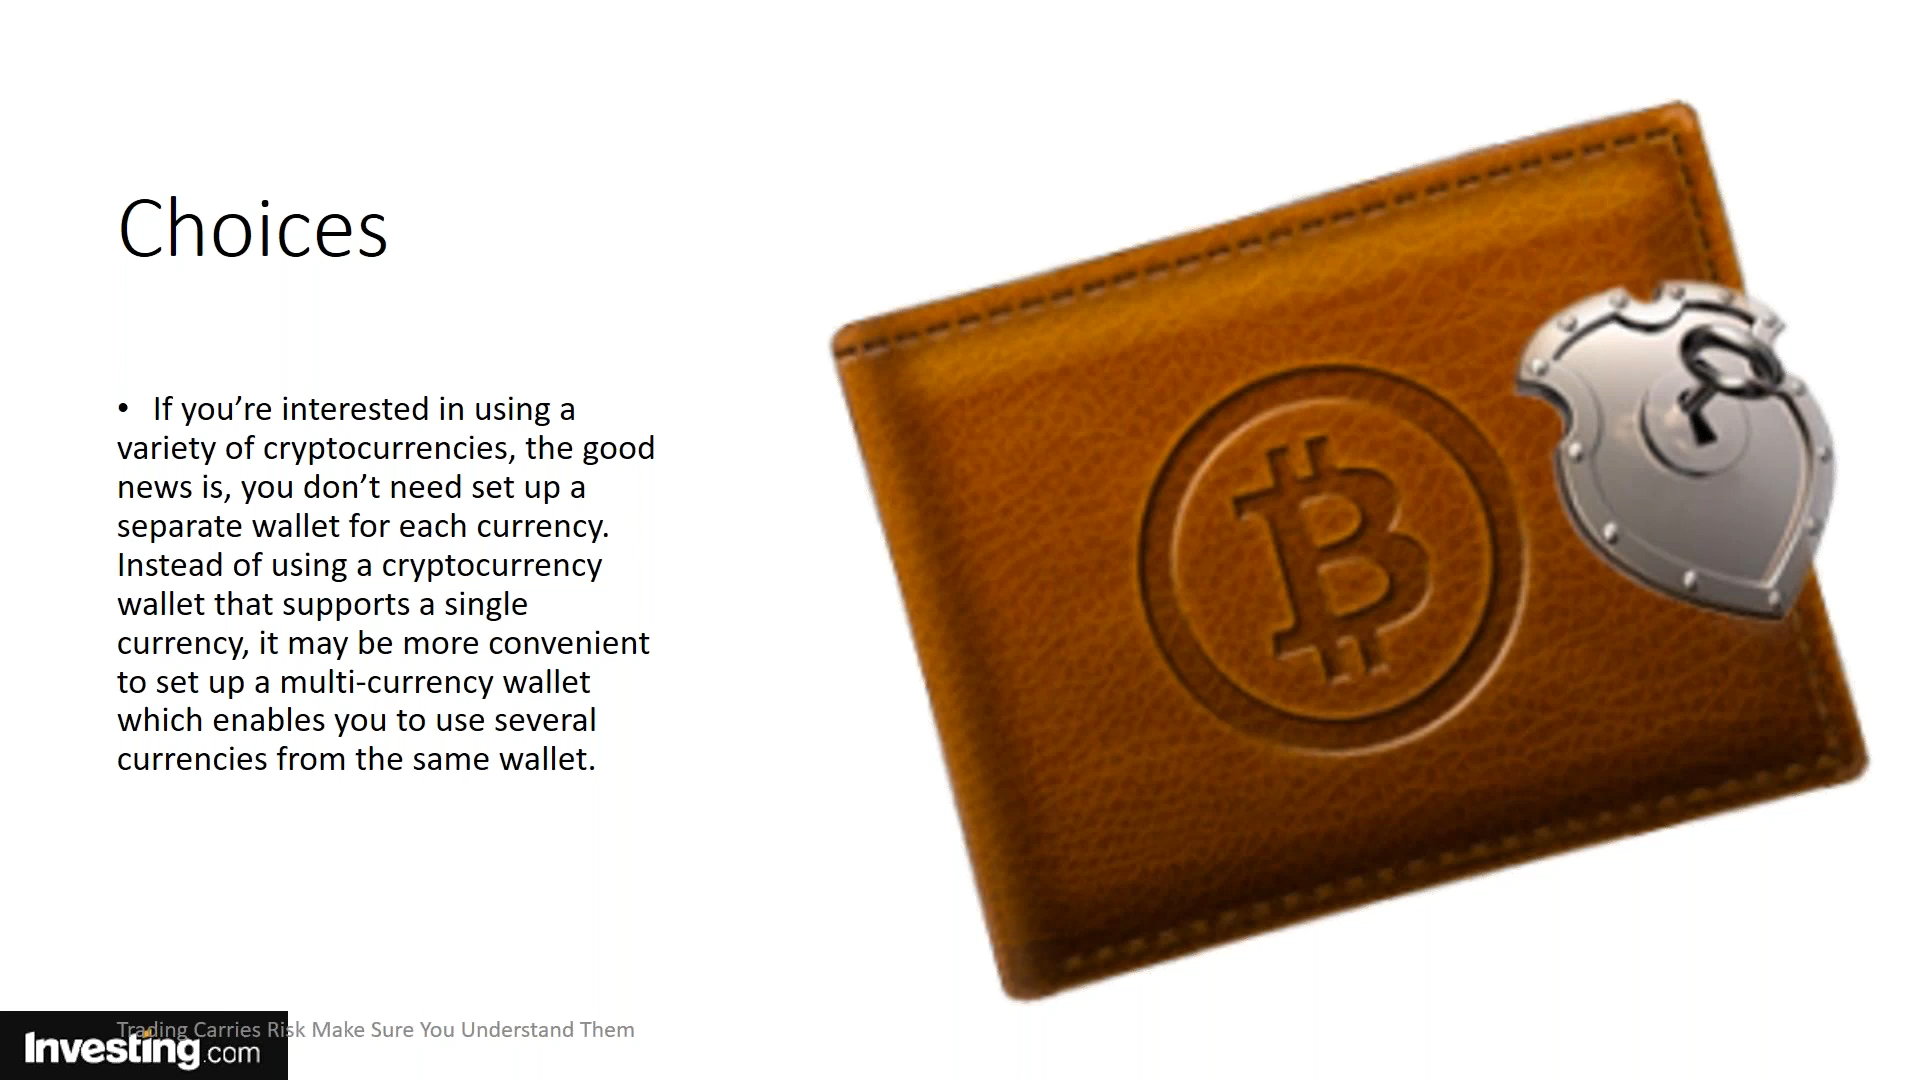 Choices
• If you’re interested in using a
variety of cryptocurrencies, the good
news is, you don’t need set up a
separate wallet for each currency.
Instead of using a cryptocurrency
wallet that supports a single
currency, it may be more convenient
to set up a multi-currency wallet
which enables you to use several
currencies from the same wallet.
Trading Carries Risk Make Sure You Understand Them
Investing.com